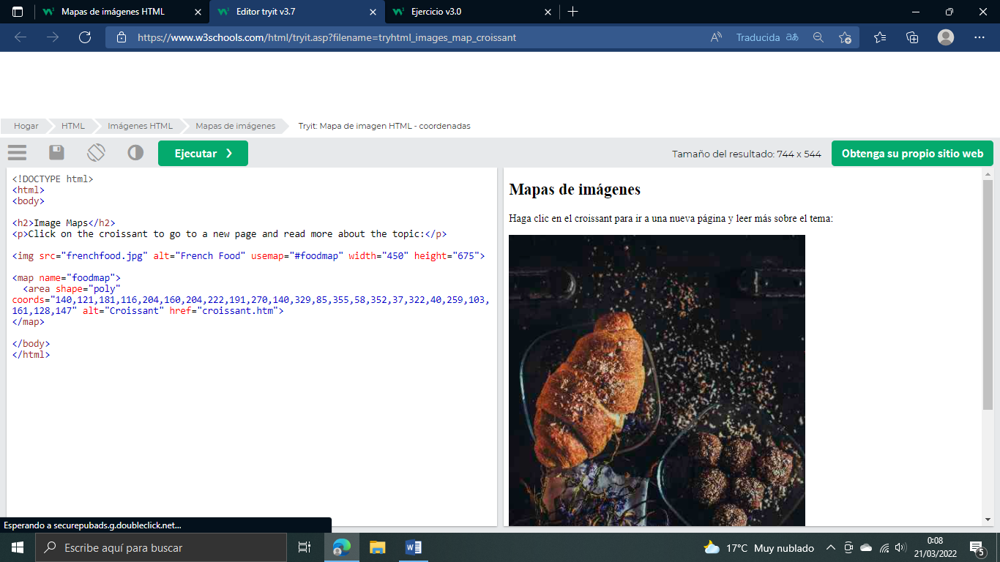 Mapas de imágenes HTML
Editor tryit v3.7
Ejercicio v3.0
https://www.w3schools.com/html/tryit.asp?filename=tryhtml_images_map_croissant
Traducida
Hogar
HTML
Imágenes HTML
Mapas de imágenes
Tryit: Mapa de imagen HTML - coordenadas
Ejecutar ❯
Tamaño del resultado: 744 x 544
Obtenga su propio sitio web
<!DOCTYPE html>
<html>
<body>
<h2>Image Maps</h2>
<p>Click on the croissant to go to a new page and read more about the topic:</p>
<img src="frenchfood.jpg" alt="French Food" usemap="#foodmap" width="450" height="675">
<map name="foodmap">
<area shape="poly"
coords="140,121,181,116,204,160,204,222,191,270,140,329,85,355,58,352,37,322,40,259,103,
161,128,147" alt="Croissant" href="croissant.htm">
</map>
</body>
</html>
Mapas de imágenes
Haga clic en el croissant para ir a una nueva página y leer más sobre el tema:
Esperando a securepubads.g.doubleclick.net...
Escribe aquí para buscar
17°C Muy nublado
0:08
21/03/2022
5